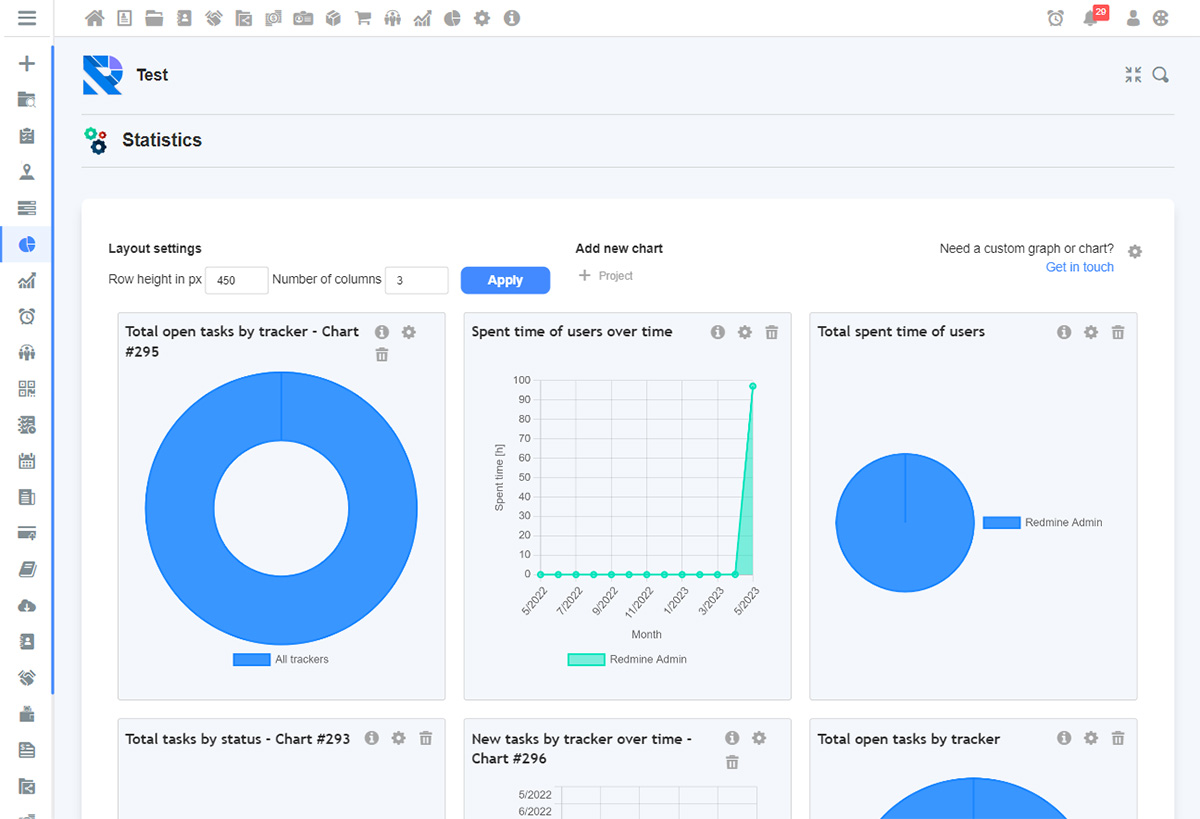 29
Test
Statistics
Layout settings
Add new chart
Need a custom graph or chart?
Row height in px 450 Number of columns 3 Apply
Project
Get in touch
Total open tasks by tracker - Chart
#295
All trackers
Spent time of users over time
100
90
80
70
60
50
40
30
20
10
0
Spent time [h]
5/2022 7/2022 9/2022 11/2022 1/2023 3/2023 5/2023
Month
Redmine Admin
Total spent time of users
Redmine Admin
Total tasks by status - Chart #293
New tasks by tracker over time -
Chart #296
5/2022
6/2022
Total open tasks by tracker